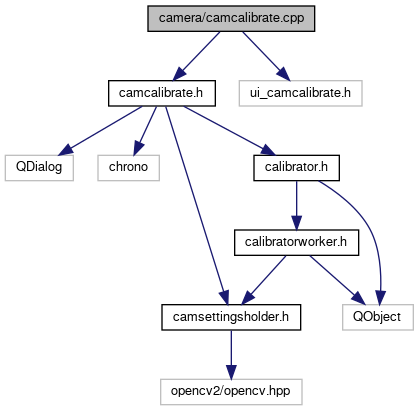 camera/camcalibrate.cpp
camcalibrate.h
ui_camcalibrate.h
QDialog
chrono
calibrator.h
calibratorworker.h
camsettingsholder.h
QObject
opencv2/opencv.hpp